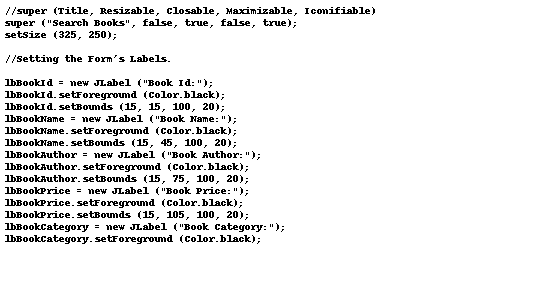 //super (Title, Resizable, Closable, Maximizable, Iconifiable)
super ("Search Books", false, true, false, true);
setSize (325, 250);

//Setting the Form's Labels.

lbBookId = new JLabel ("Book Id:");
lbBookId.setForeground (Color.black);
lbBookId.setBounds (15, 15, 100, 20);
lbBookName = new JLabel ("Book Name:");
lbBookName.setForeground (Color.black);
lbBookName.setBounds (15, 45, 100, 20);
lbBookAuthor = new JLabel ("Book Author:");
lbBookAuthor.setForeground (Color.black);
lbBookAuthor.setBounds (15, 75, 100, 20);
lbBookPrice = new JLabel ("Book Price:");
lbBookPrice.setForeground (Color.black);
lbBookPrice.setBounds (15, 105, 100, 20);
lbBookCategory = new JLabel ("Book Category:");
lbBookCategory.setForeground (Color.black);